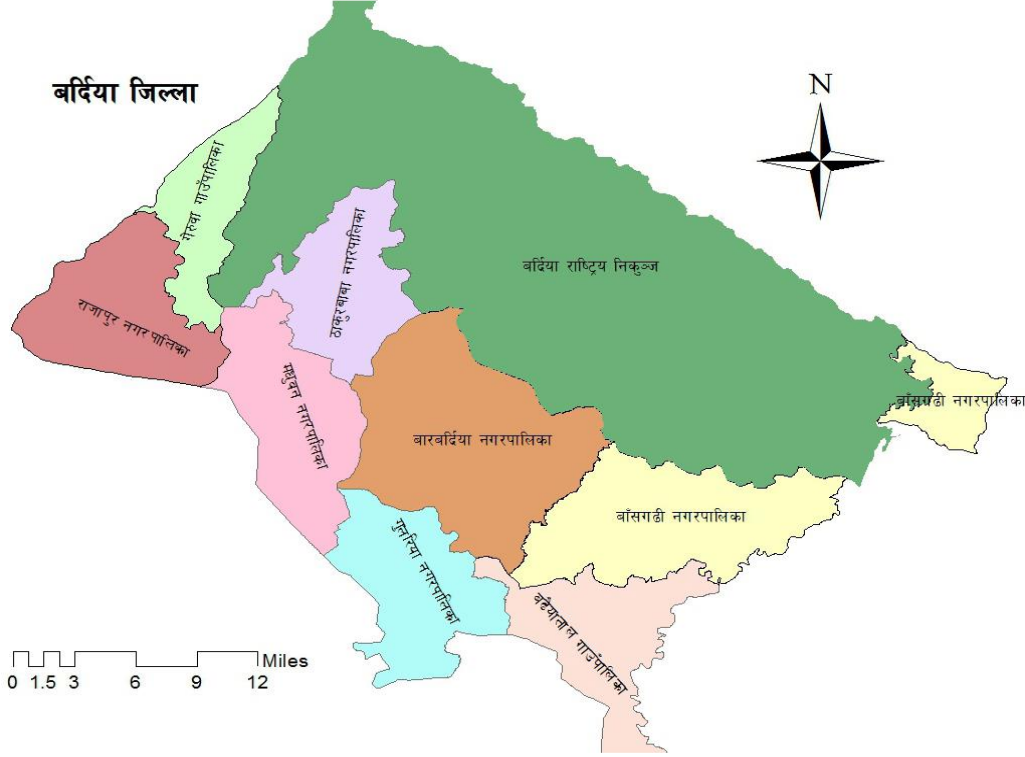 बर्दिया जिल्ला
N
गेरुवा गाउँपालिका
ठाकुरबाबा नगरपालिका
बर्दिया राष्ट्रिय निकुञ्ज
राजापुर नगरपालिका
मधुवन नगरपालिका
बाँसगढी नगरपालिका
बारबर्दिया नगरपालिका
बाँसगढी नगरपालिका
गुलरिया नगरपालिका
बढैयाताल गाउँपालिका
Miles
0 1.5 3 6 9 12